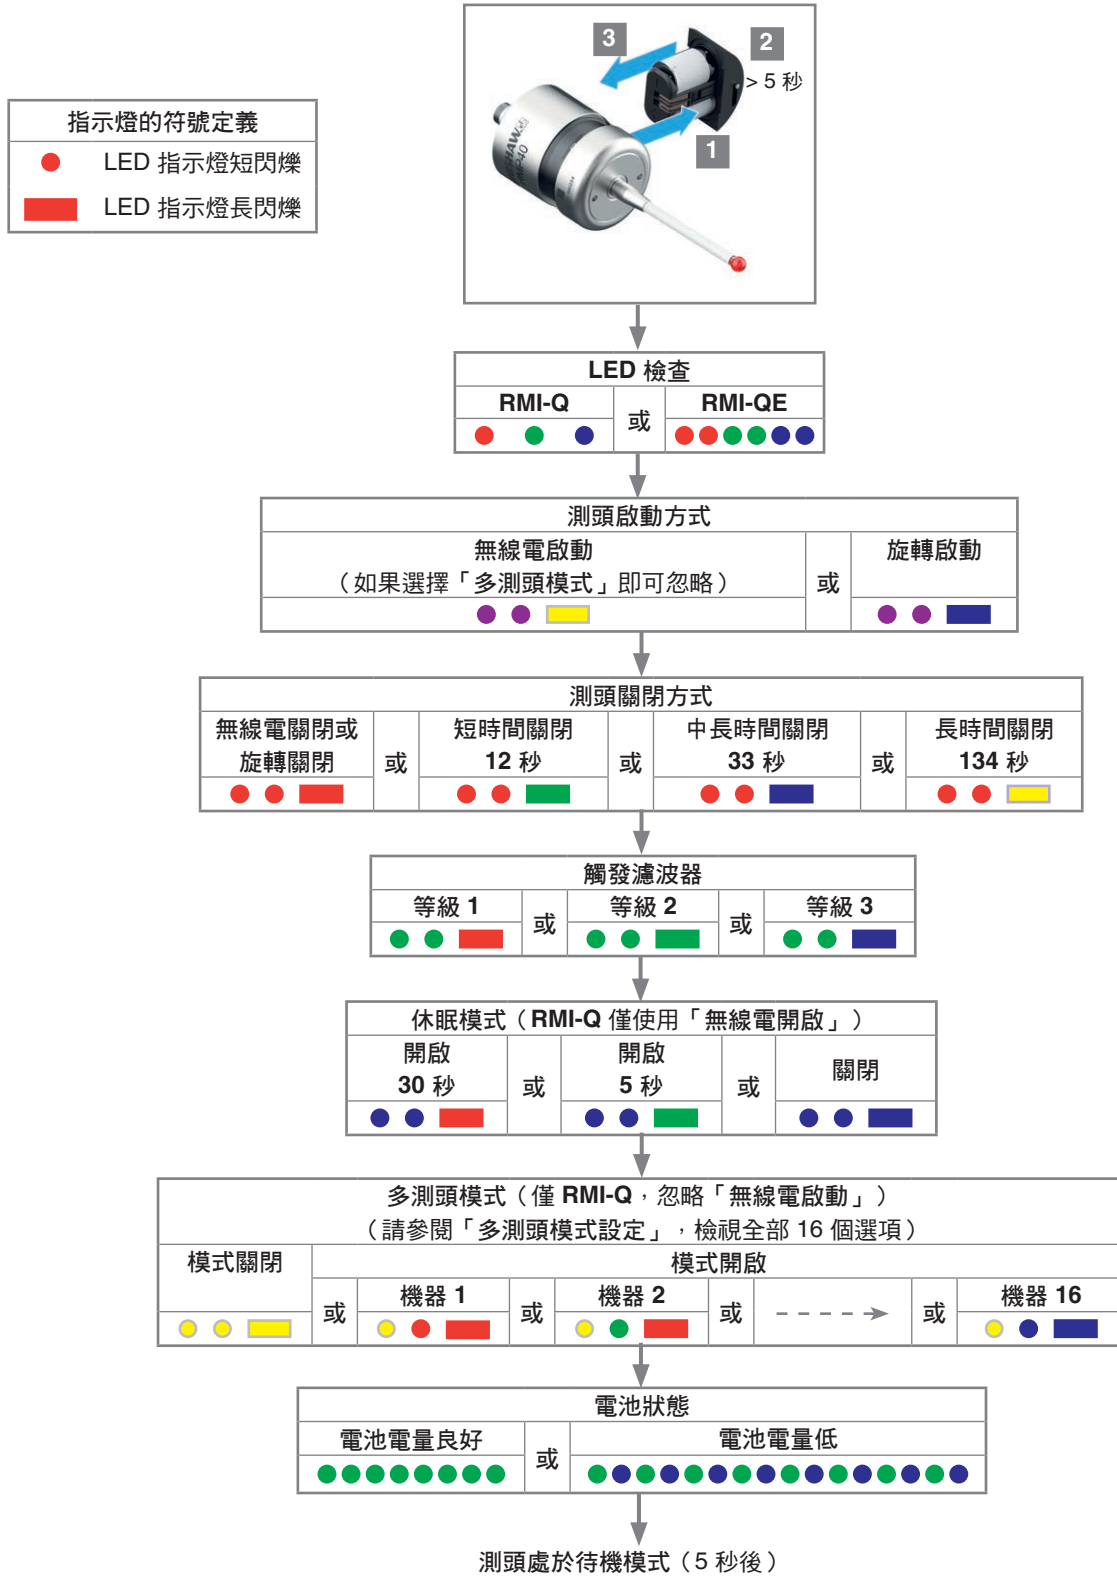 3
2
> 5 秒
1
指示燈的符號定義
LED 指示燈短閃爍
LED 指示燈長閃爍
LED 檢查
RMI-Q
或
RMI-QE
測頭啟動方式
無線電啟動
（如果選擇「多測頭模式」即可忽略）
或
旋轉啟動
測頭關閉方式
無線電關閉或
旋轉關閉
或
短時間關閉
12 秒
或
中長時間關閉
33 秒
或
長時間關閉
134 秒
觸發濾波器
等級 1
或
等級 2
或
等級 3
休眠模式（RMI-Q 僅使用「無線電開啟」）
開啟
30 秒
或
開啟
5 秒
或
關閉
多測頭模式（僅 RMI-Q，忽略「無線電啟動」）
（請參閱「多測頭模式設定」，檢視全部 16 個選項）
模式關閉
模式開啟
或
機器 1
或
機器 2
或
或
機器 16
電池狀態
電池電量良好
或
電池電量低
測頭處於待機模式（5 秒後）